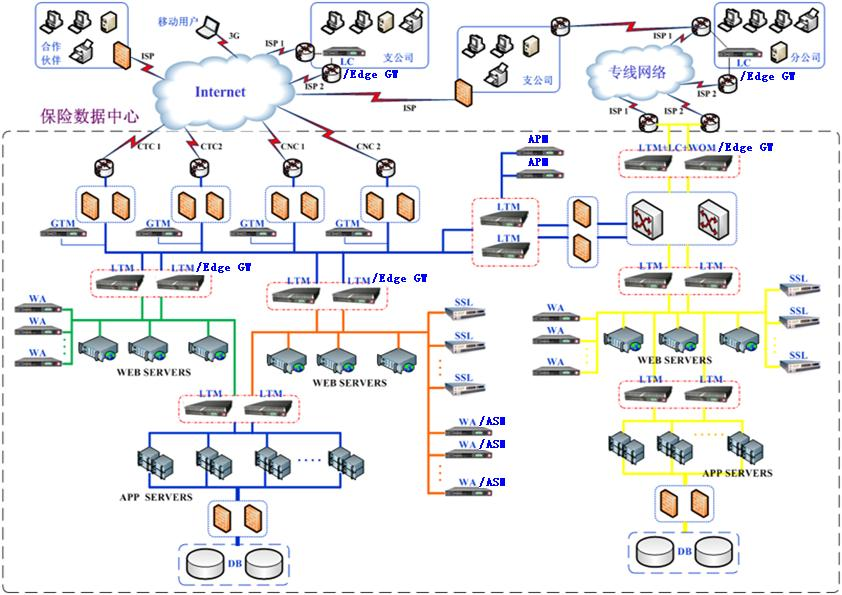 合作
伙伴
ISP
移动用户
3G
ISP 1
LC
/Edge GW
支公司
ISP 2
ISP
支公司
ISP 1
LC
分公司
/Edge GW
专线网络
ISP 2
ISP 1
ISP 2
Internet
保险数据中心
CTC 1
CTC2
CNC 1
CNC 2
APM
APM
LTM+LC+WOM/Edge GW
GTM
GTM
GTM
GTM
LTM
LTM
LTM
LTM/Edge GW
LTM
LTM/Edge GW
LTM
LTM
WA
WA
WA
WEB SERVERS
SSL
SSL
SSL
WEB SERVERS
WA
WA
WA
SSL
SSL
SSL
WEB SERVERS
LTM
LTM
LTM
LTM
WA/ASM
WA/ASM
WA/ASM
APP SERVERS
APP SERVERS
DB
DB